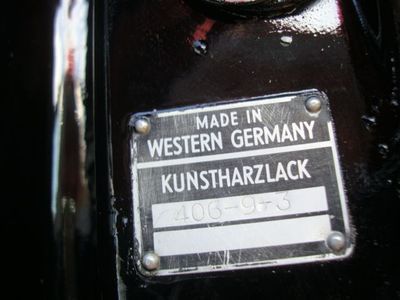 MADE IN
WESTERN GERMANY
KUNSTHARZLACK
406-9-3